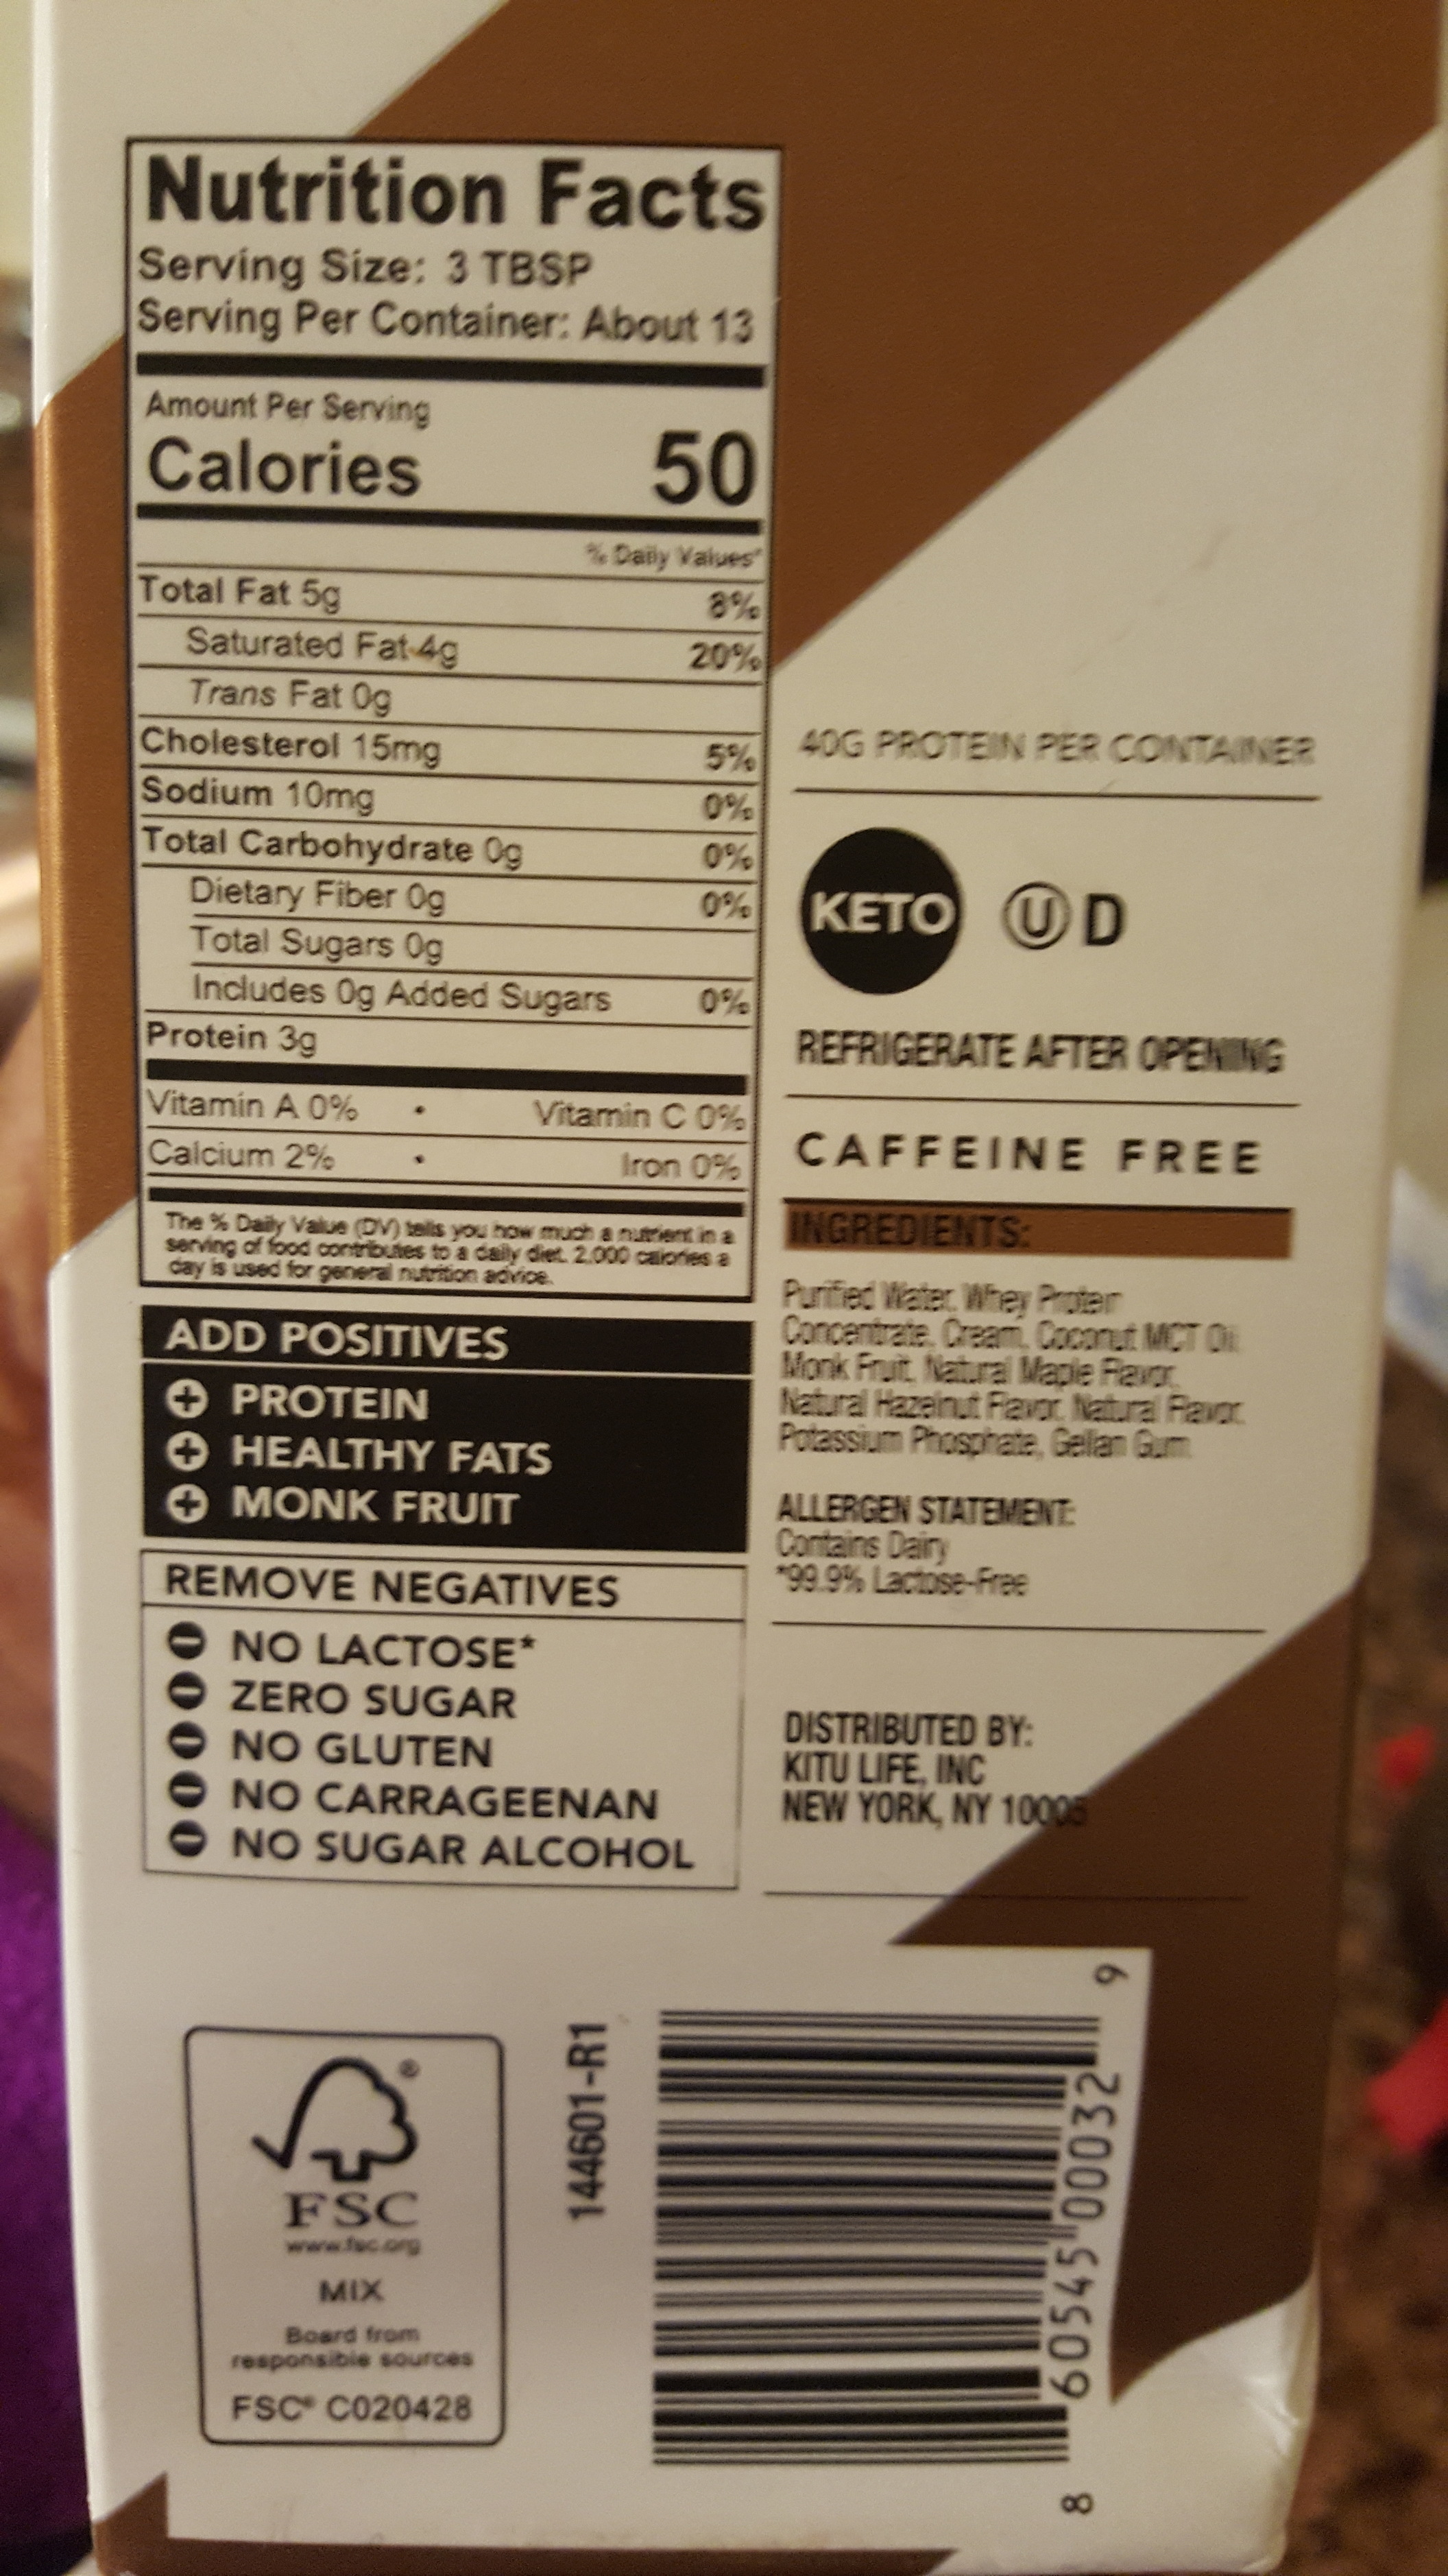 Nutrition Facts
Serving Size: 3 TBSP
Serving Per Container: About 13
Amount Per Serving
Calories 50
% Daily Values*
Total Fat 5g 8%
Saturated Fat 4g 20%
Trans Fat 0g
Cholesterol 15mg 5%
Sodium 10mg 0%
Total Carbohydrate 0g 0%
Dietary Fiber 0g 0%
Total Sugars 0g
Includes 0g Added Sugars 0%
Protein 3g
Vitamin A 0% • Vitamin C 0%
Calcium 2% • Iron 0%
The % Daily Value (DV) tells you how much a nutrient in a
serving of food contributes to a daily diet. 2,000 calories a
day is used for general nutrition advice.
ADD POSITIVES
+ PROTEIN
+ HEALTHY FATS
+ MONK FRUIT
REMOVE NEGATIVES
- NO LACTOSE*
- ZERO SUGAR
- NO GLUTEN
- NO CARRAGEENAN
- NO SUGAR ALCOHOL
40G PROTEIN PER CONTAINER
KETO
U D
REFRIGERATE AFTER OPENING
CAFFEINE FREE
INGREDIENTS:
Purified Water, Whey Protein
Concentrate, Cream, Coconut MCT Oil,
Monk Fruit, Natural Maple Flavor,
Natural Hazelnut Flavor, Natural Flavor,
Potassium Phosphate, Gellan Gum.
ALLERGEN STATEMENT:
Contains Dairy
*99.9% Lactose-Free
DISTRIBUTED BY:
KITU LIFE, INC
NEW YORK, NY 10005
FSC
®
www.fsc.org
MIX
Board from
responsible sources
FSC® C020428
144601-R1
8 60545 00032 9